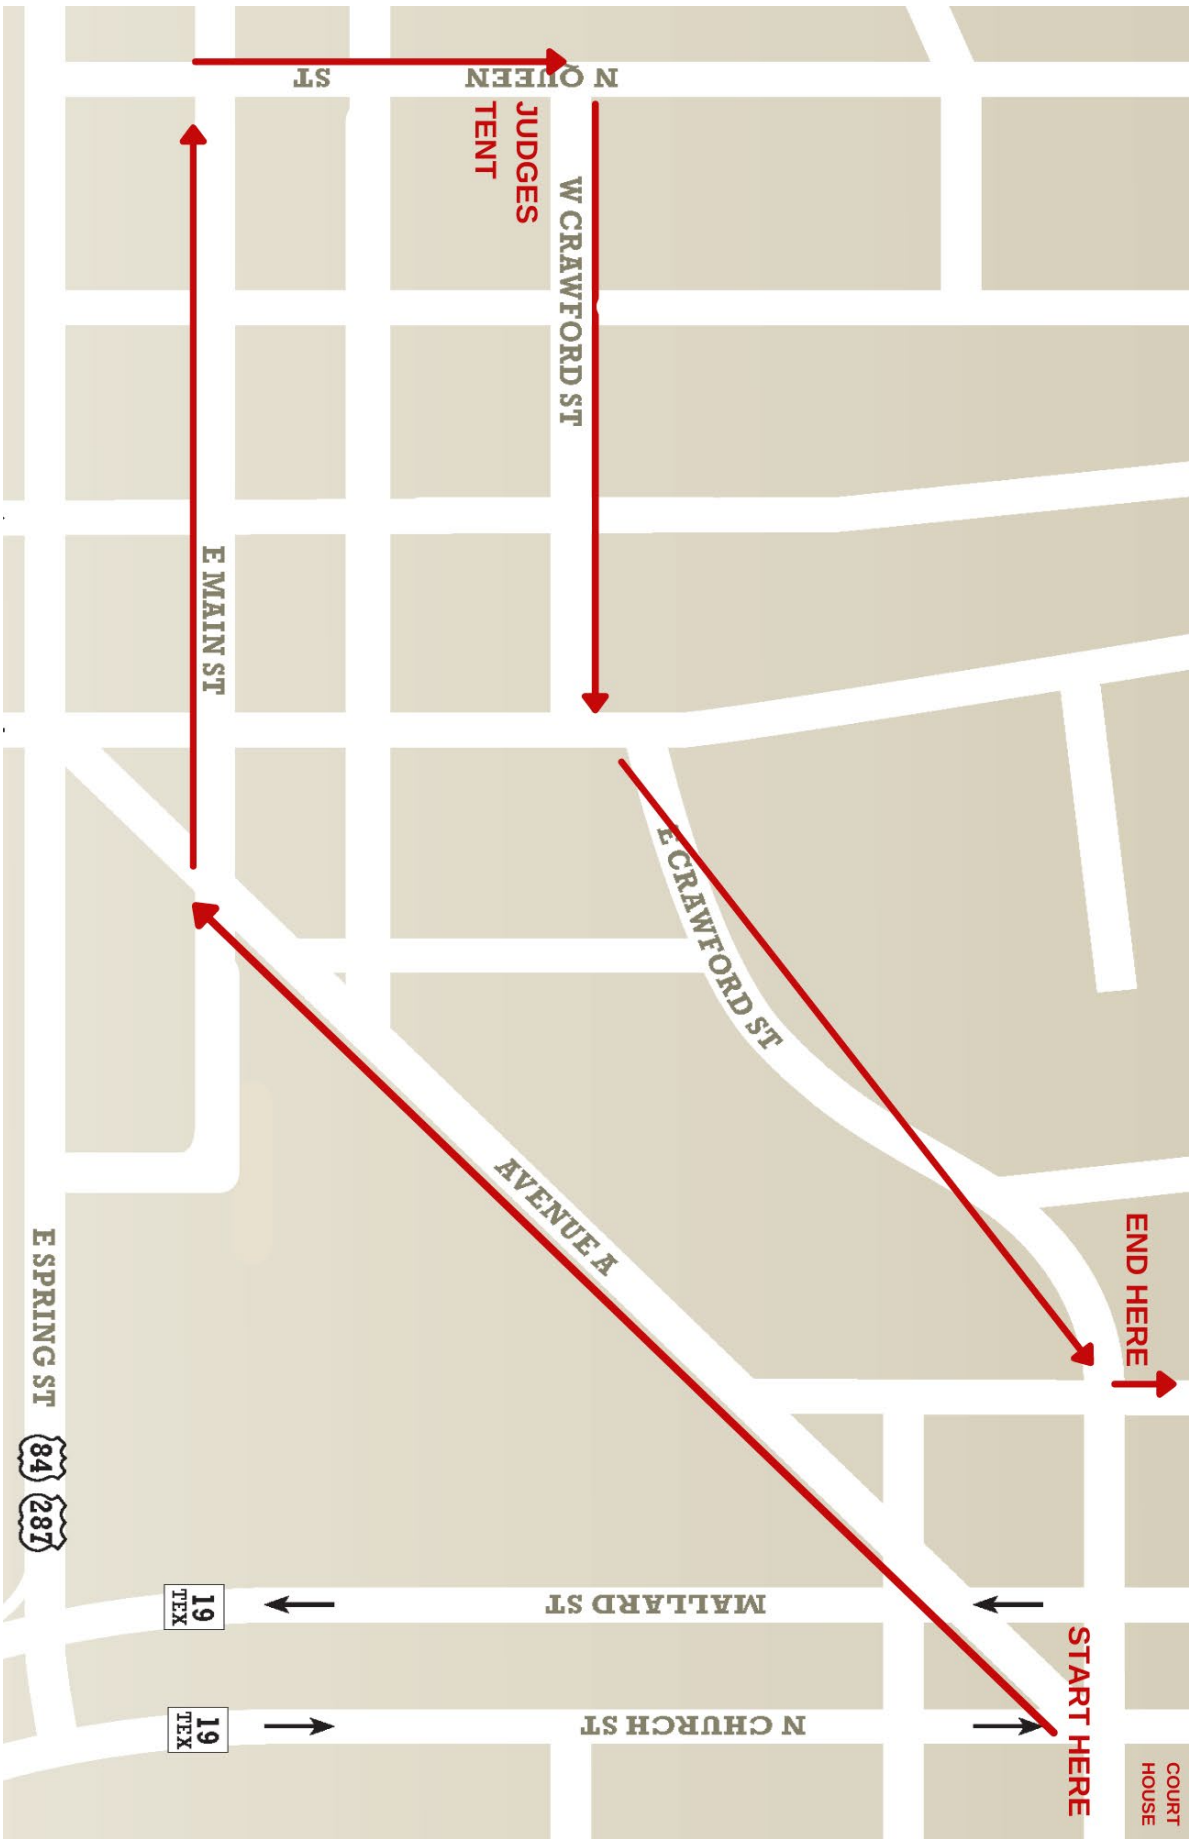 N QUEEN ST
JUDGES
TENT
W CRAWFORD ST
E MAIN ST
E CRAWFORD ST
AVENUE A
END HERE
E SPRING ST
84
287
MALLARD ST
19
TEX
START HERE
N CHURCH ST
19
TEX
COURT
HOUSE